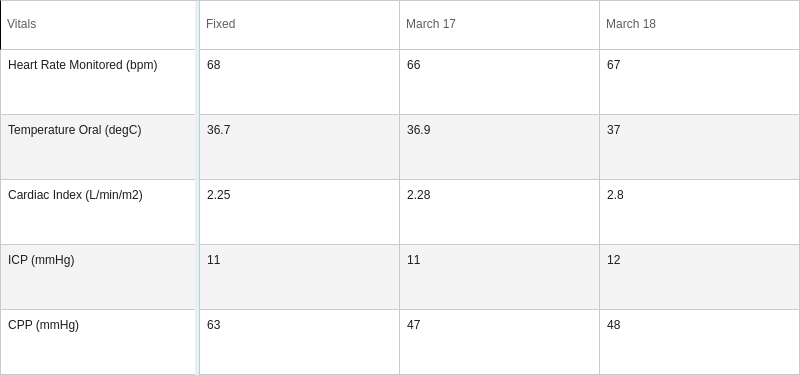 Vitals Fixed March 17 March 18
Heart Rate Monitored (bpm) 68 66 67
Temperature Oral (degC) 36.7 36.9 37
Cardiac Index (L/min/m2) 2.25 2.28 2.8
ICP (mmHg) 11 11 12
CPP (mmHg) 63 47 48